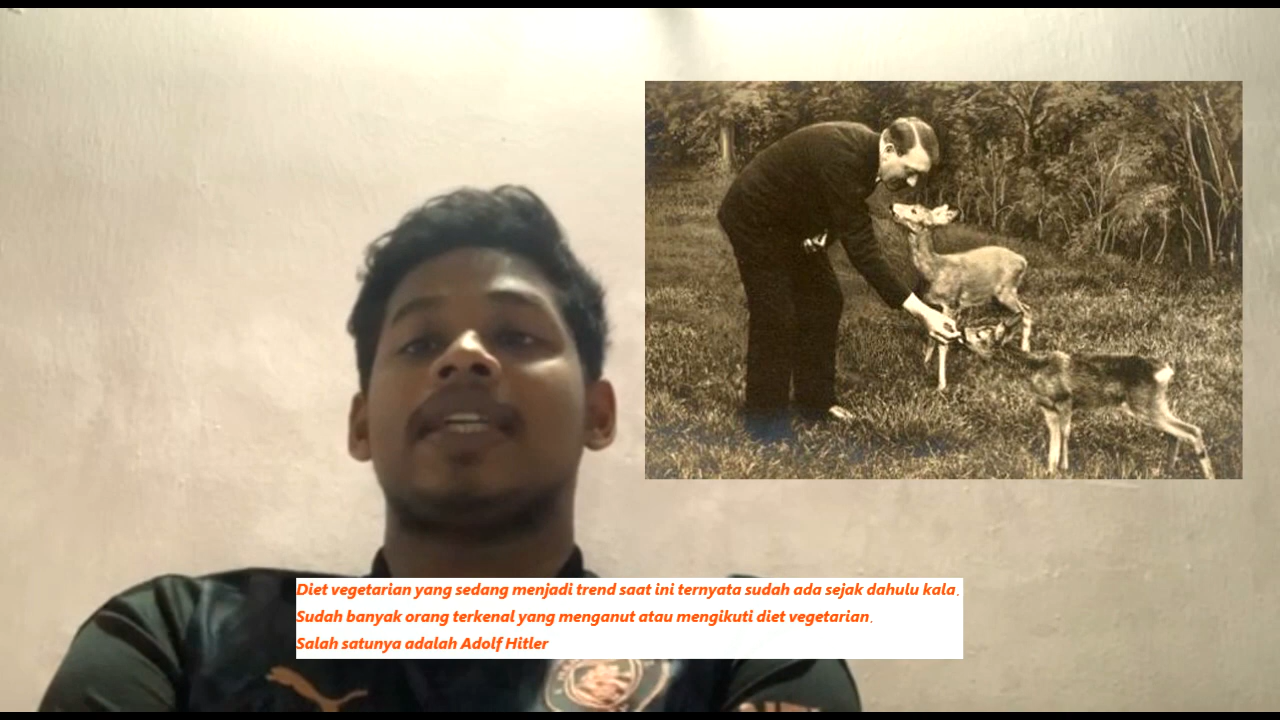 Diet vegetarian yang sedang menjadi trend saat ini ternyata sudah ada sejak dahulu kala.
Sudah banyak orang terkenal yang menganut atau mengikuti diet vegetarian.
Salah satunya adalah Adolf Hitler